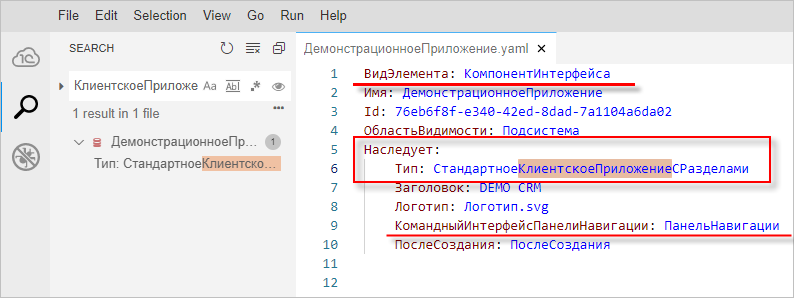 File Edit Selection View Go Run Help
SEARCH
КлиентскоеПриложе Aa Abl .*
1 result in 1 file
ДемонстрационноеПр... 1
Тип: СтандартноеКлиентско...
ДемонстрационноеПриложение.yaml
1 ВидЭлемента: КомпонентИнтерфейса
2 Имя: ДемонстрационноеПриложение
3 Id: 76eb6f8f-e340-42ed-8dad-7a1104a6da02
4 ОбластьВидимости: Подсистема
5 Наследует:
6 Тип: СтандартноеКлиентскоеПриложениеСРазделами
7 Заголовок: DEMO CRM
8 Логотип: Логотип.svg
9 КомандныйИнтерфейсПанелиНавигации: ПанельНавигации
10 ПослеСоздания: ПослеСоздания
11
12